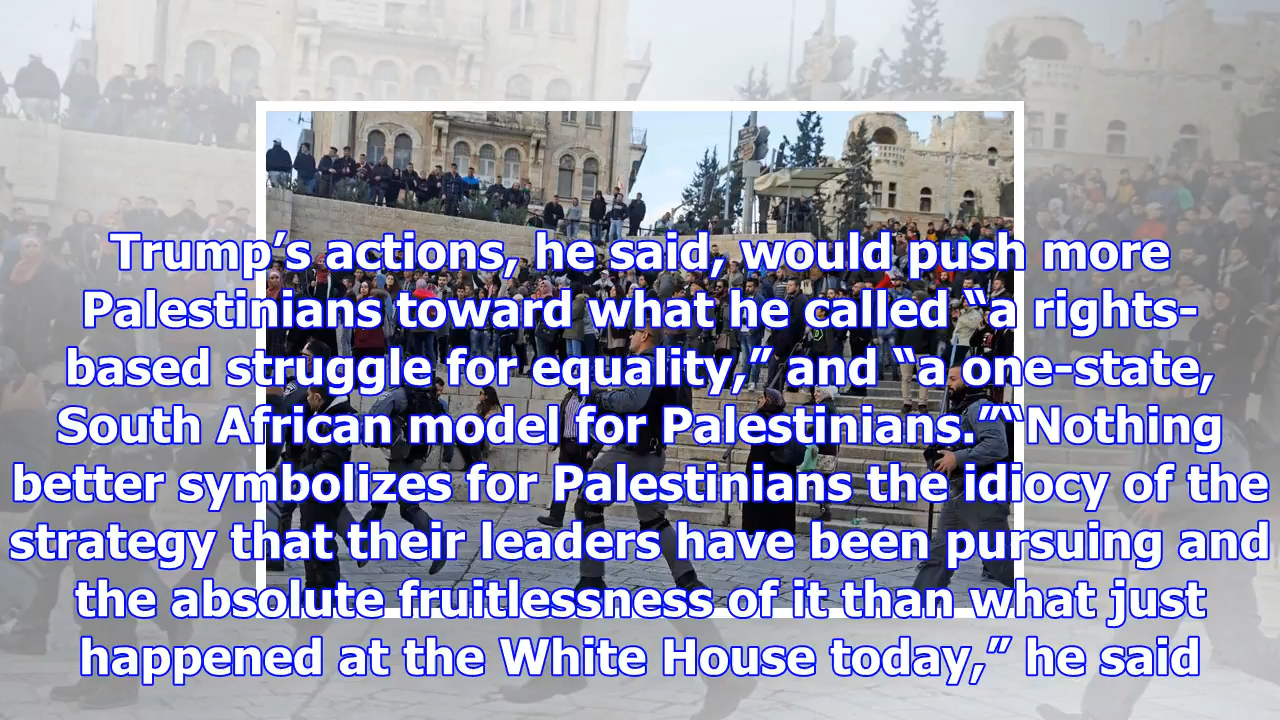 Trump’s actions, he said, would push more
Palestinians toward what he called “a rights-
based struggle for equality,” and “a one-state,
South African model for Palestinians.”“Nothing
better symbolizes for Palestinians the idiocy of the
strategy that their leaders have been pursuing and
the absolute fruitlessness of it than what just
happened at the White House today,” he said